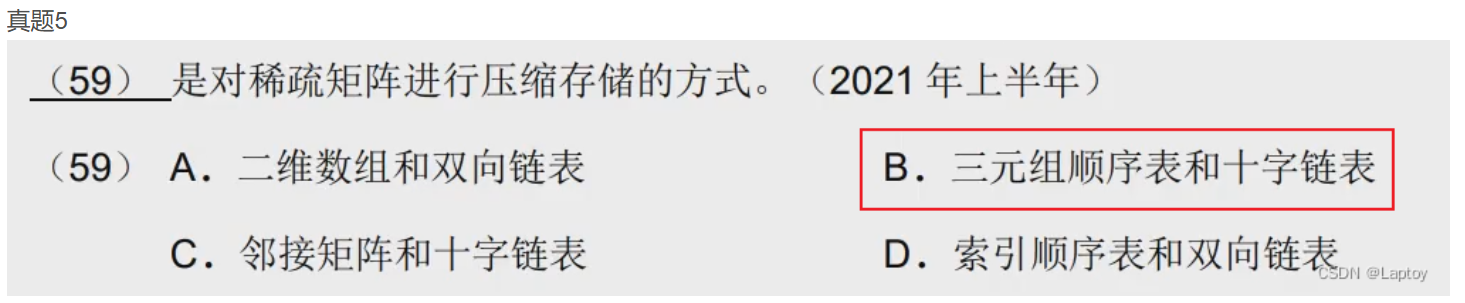 真题5
（59） 是对稀疏矩阵进行压缩存储的方式。（2021 年上半年）
（59） A．二维数组和双向链表 B．三元组顺序表和十字链表
C．邻接矩阵和十字链表 D．索引顺序表和双向链表
CSDN @Laptoy